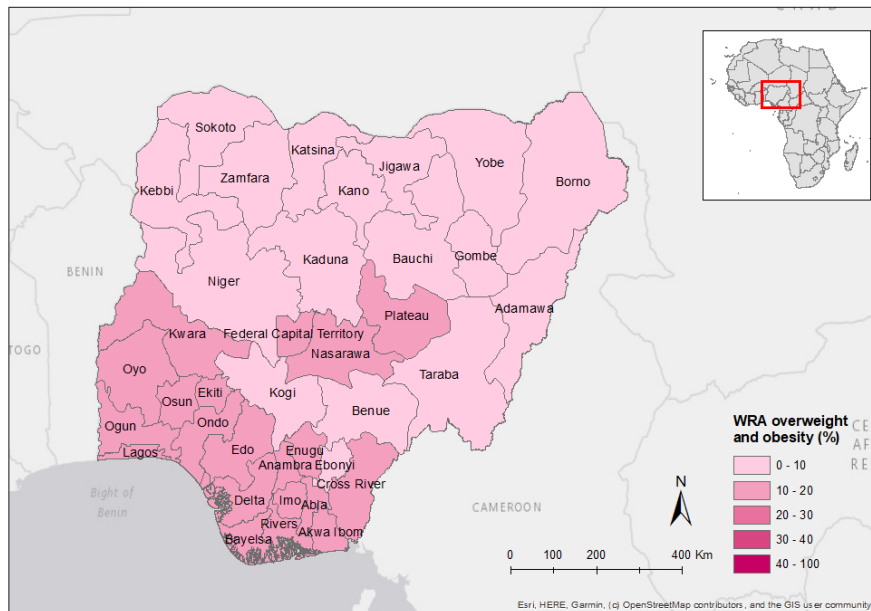 CHAD
Sokoto
Katsina
Jigawa
Yobe
Borno
Kebbi
Zamfara
Kano
BENIN
Niger
Kaduna
Bauchi
Gombe
Adamawa
Plateau
Kwara
Federal Capital Territory
Nasarawa
TOGO
Oyo
Taraba
Kogi
Benue
Ekiti
Osun
Ondo
Ogun
Edo
Lagos
Enugu
Anambra
Ebonyi
Cross River
Bight of
Benin
Delta
Imo
Abia
Rivers
Akwa Ibom
Bayelsa
CAMEROON
WRA overweight
and obesity (%)
0 - 10
10 - 20
20 - 30
30 - 40
40 - 100
CE
AF
RE
N
0 100 200 400 Km
Esri, HERE, Garmin, (c) OpenStreetMap contributors, and the GIS user community